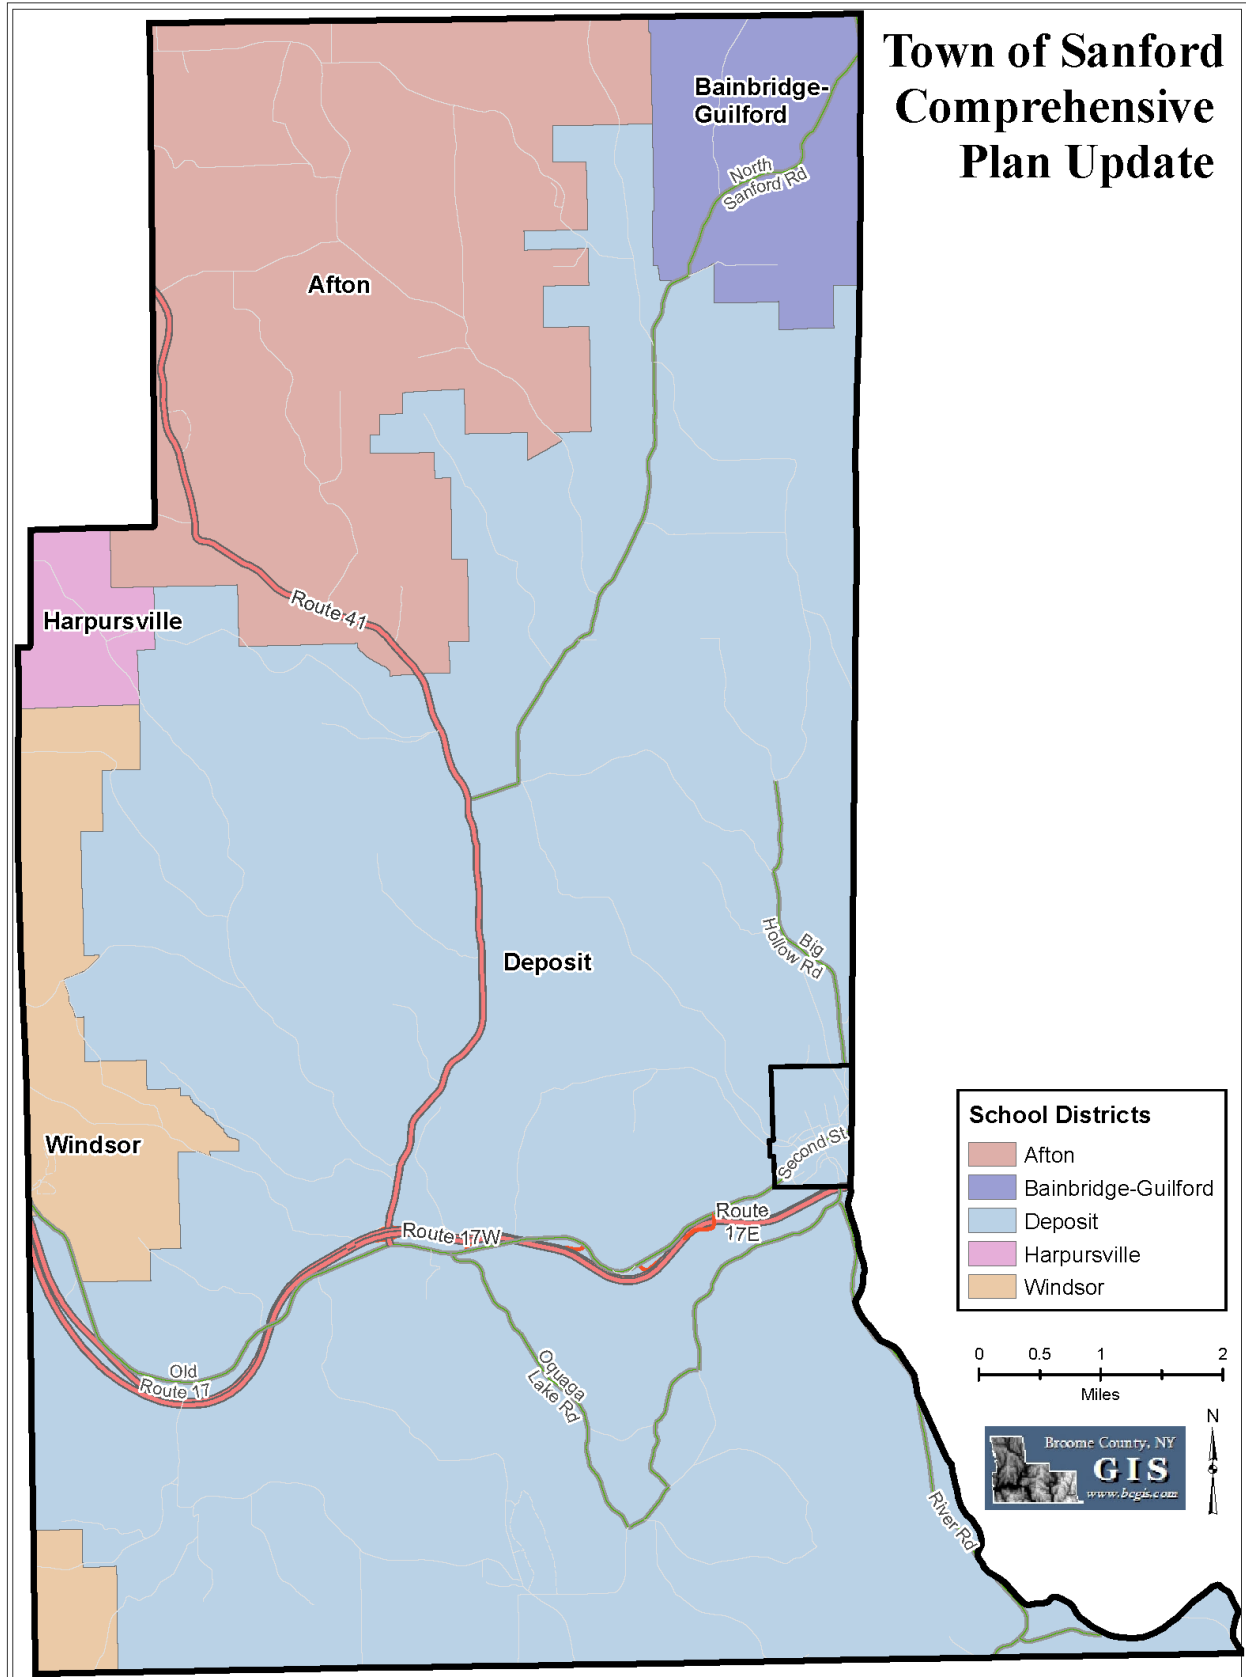 Town of Sanford
Comprehensive
Plan Update
Bainbridge-
Guilford
North
Sanford Rd
Afton
Route 41
Harpursville
Deposit
Big
Hollow Rd
Second St
Windsor
Route 17W
Route
17E
Old
Route 17
Oquaga
Lake Rd
River Rd
School Districts
Afton
Bainbridge-Guilford
Deposit
Harpursville
Windsor
0 0.5 1 2
Miles
N
Broome County, NY
GIS
www.bcgis.com